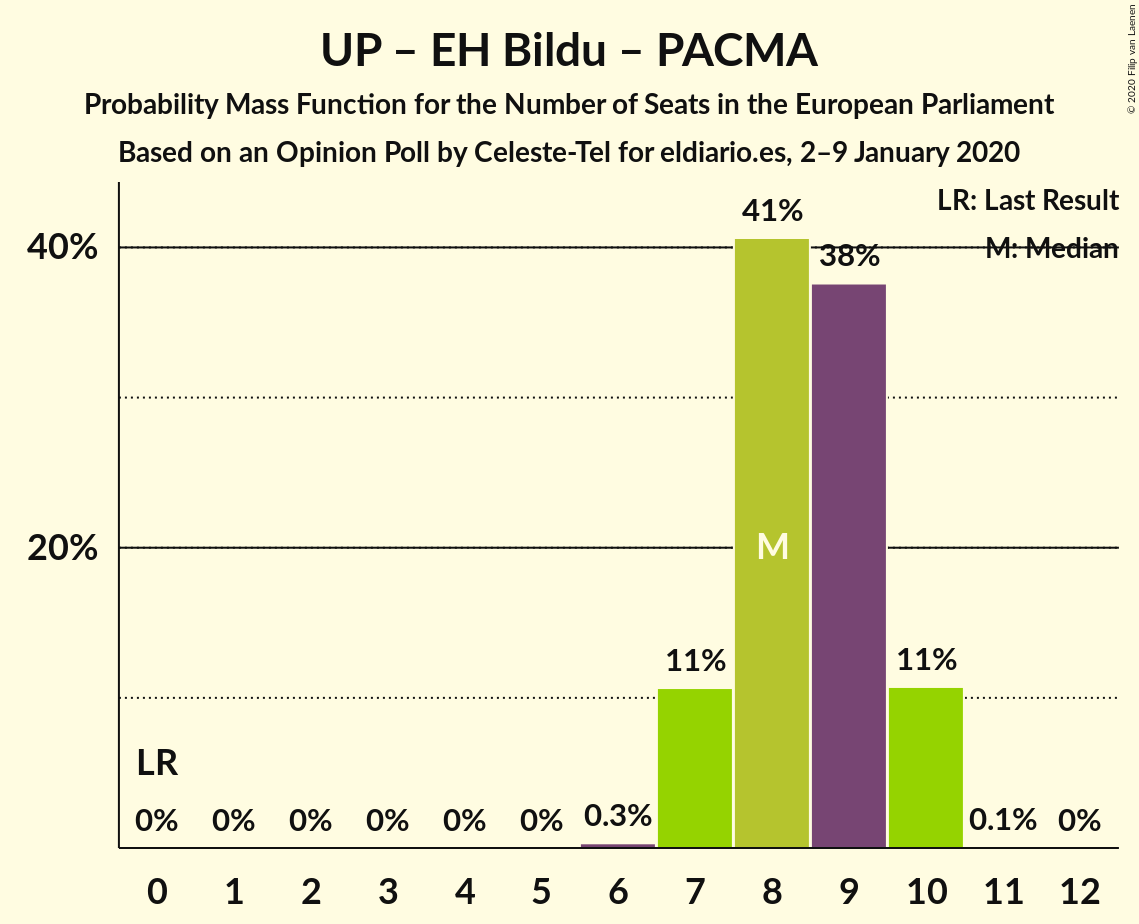 UP – EH Bildu – PACMA
Probability Mass Function for the Number of Seats in the European Parliament
Based on an Opinion Poll by Celeste-Tel for eldiario.es, 2–9 January 2020
© 2020 Filip van Laenen
LR: Last Result
M: Median
40%
20%
41%
38%
M
11%
11%
LR
0% 0% 0% 0% 0% 0% 0.3% 0.1% 0%
0 1 2 3 4 5 6 7 8 9 10 11 12